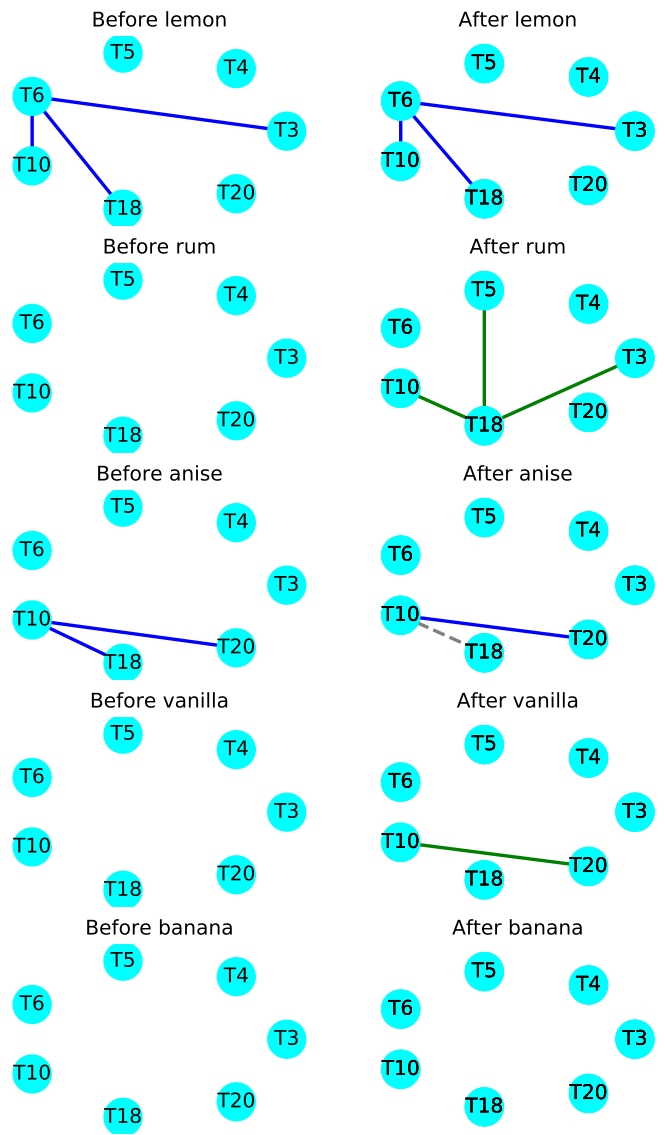 Before lemon
T5
T4
T6
T3
T10
T20
T18
After lemon
T5
T4
T6
T3
T10
T20
T18
Before rum
T5
T4
T6
T3
T10
T20
T18
After rum
T5
T4
T6
T3
T10
T20
T18
Before anise
T5
T4
T6
T3
T10
T20
T18
After anise
T5
T4
T6
T3
T10
T20
T18
Before vanilla
T5
T4
T6
T3
T10
T20
T18
After vanilla
T5
T4
T6
T3
T10
T20
T18
Before banana
T5
T4
T6
T3
T10
T20
T18
After banana
T5
T4
T6
T3
T10
T20
T18